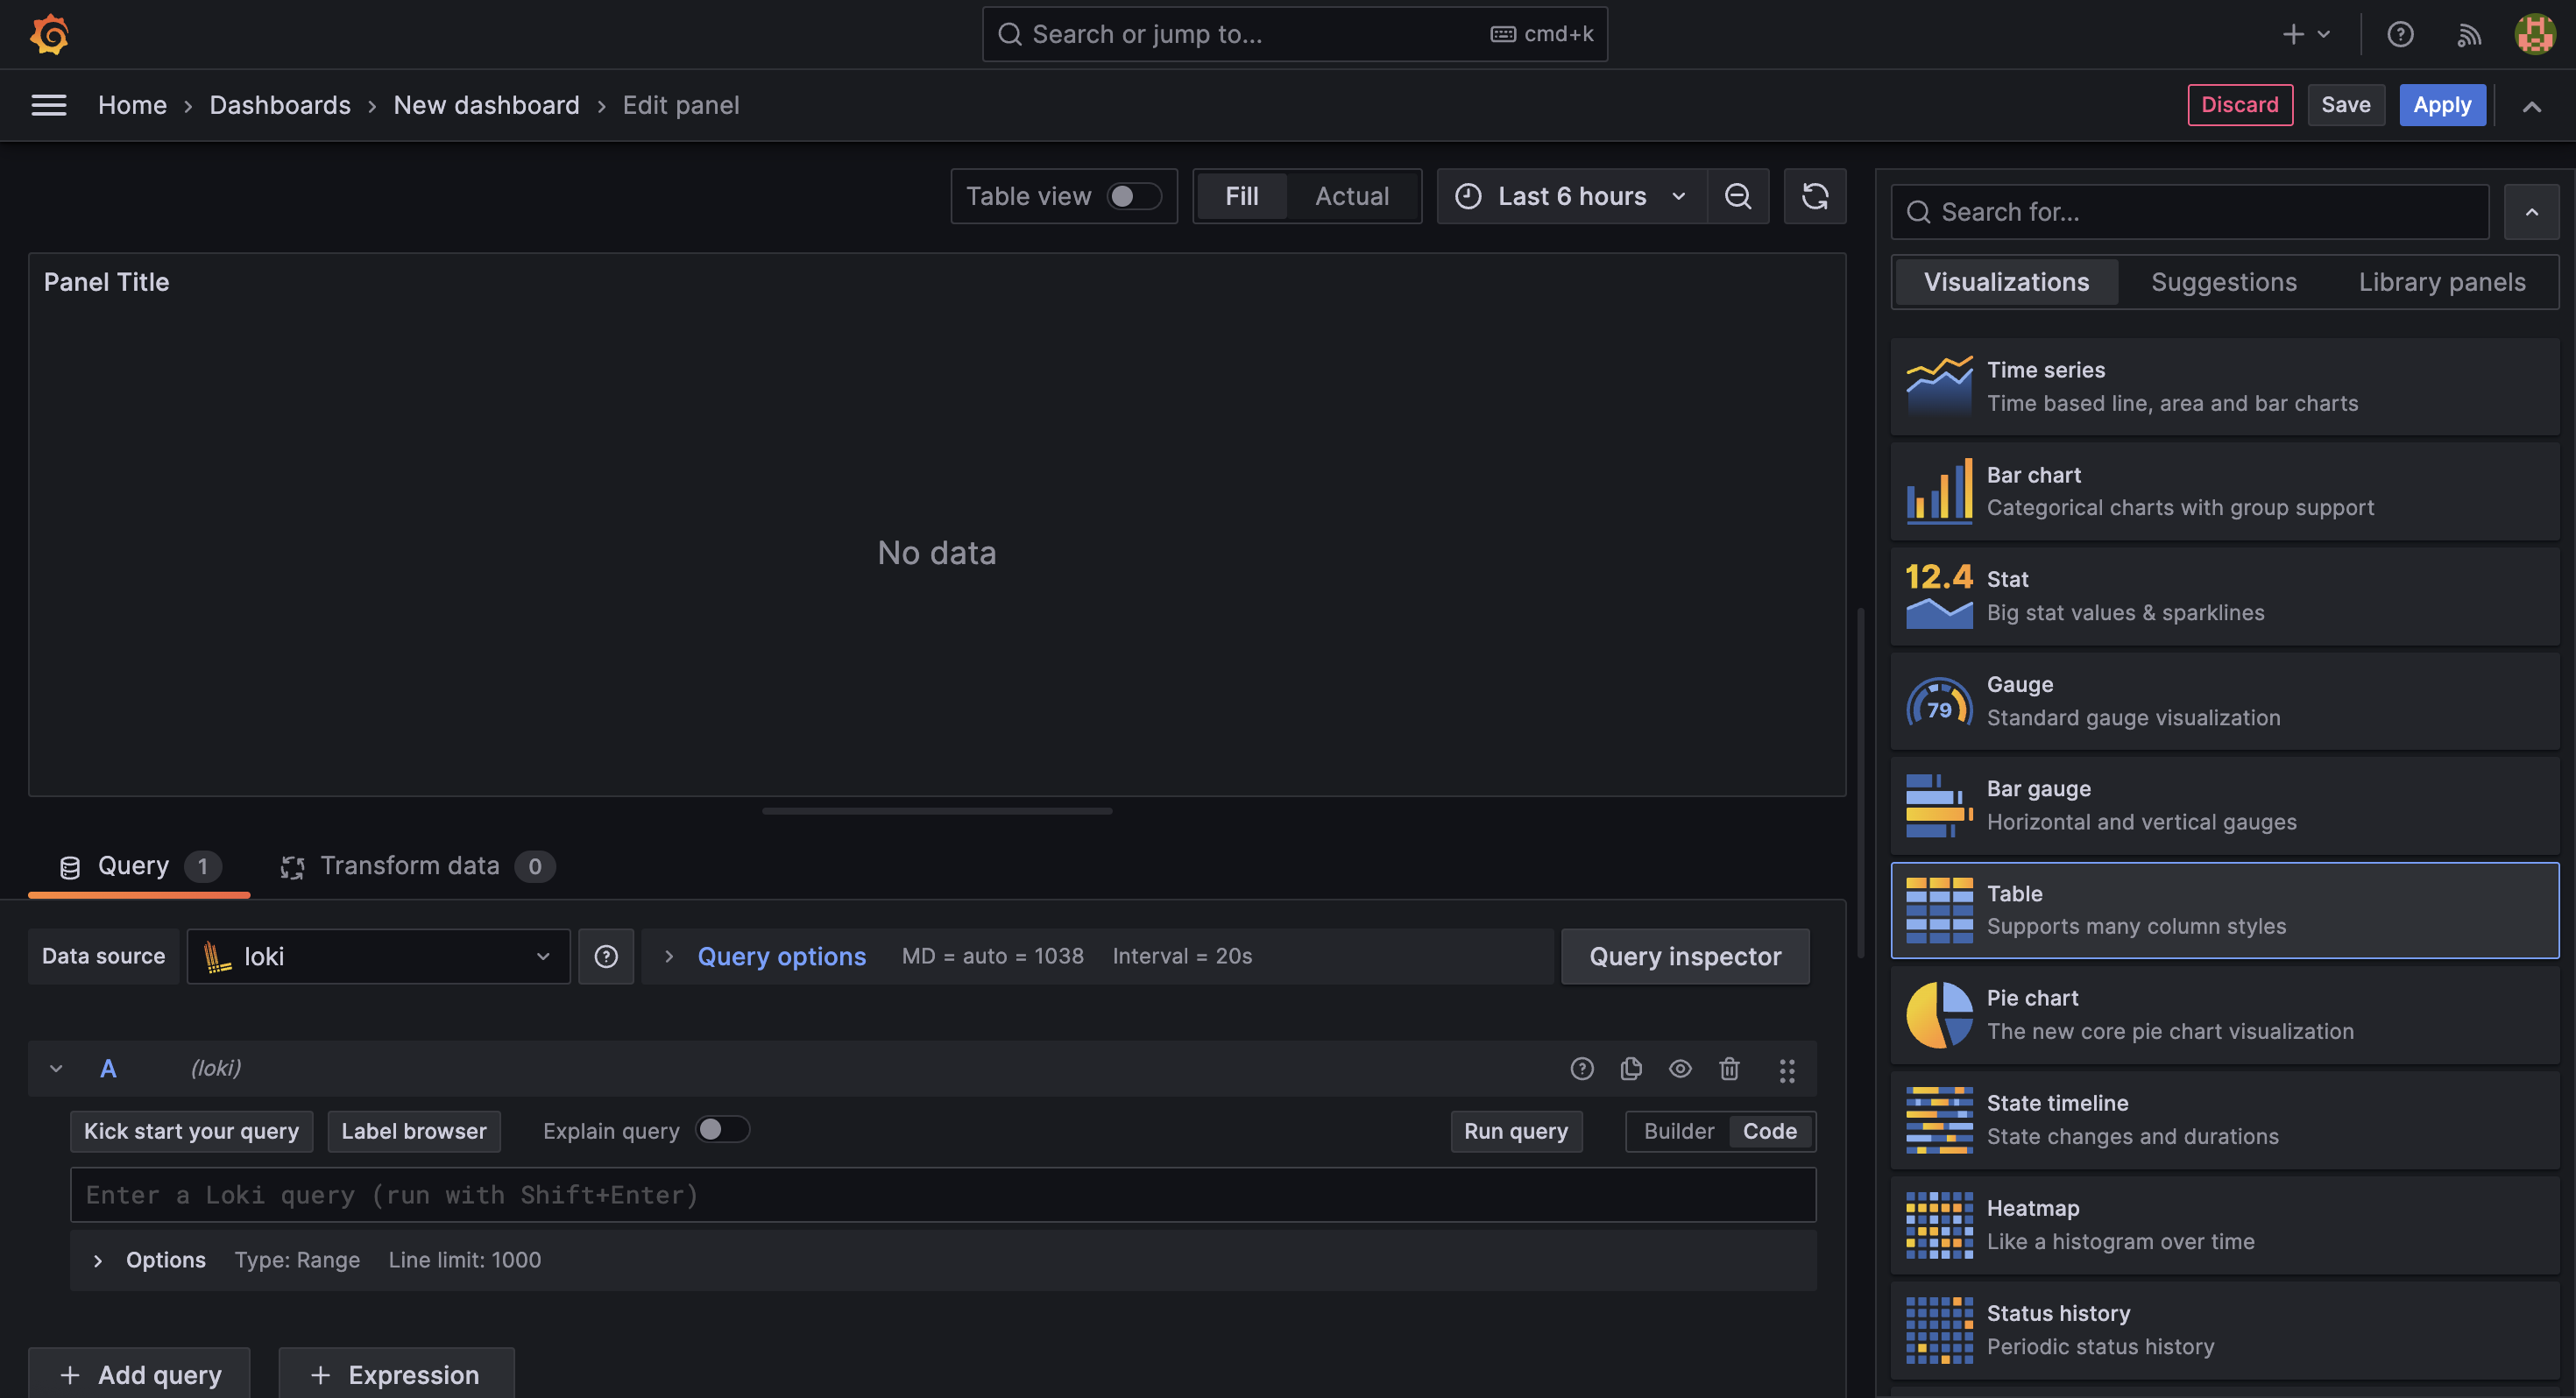 Search or jump to...
cmd+k
Home
Dashboards
New dashboard
Edit panel
Discard
Save
Apply
Table view
Fill
Actual
Last 6 hours
Panel Title
No data
Query
1
Transform data
0
Data source
loki
Query options
MD = auto = 1038
Interval = 20s
Query inspector
A
(loki)
Kick start your query
Label browser
Explain query
Run query
Builder
Code
Enter a Loki query (run with Shift+Enter)
Options
Type: Range
Line limit: 1000
Add query
Expression
Search for...
Visualizations
Suggestions
Library panels
Time series
Time based line, area and bar charts
Bar chart
Categorical charts with group support
12.4
Stat
Big stat values & sparklines
79
Gauge
Standard gauge visualization
Bar gauge
Horizontal and vertical gauges
Table
Supports many column styles
Pie chart
The new core pie chart visualization
State timeline
State changes and durations
Heatmap
Like a histogram over time
Status history
Periodic status history